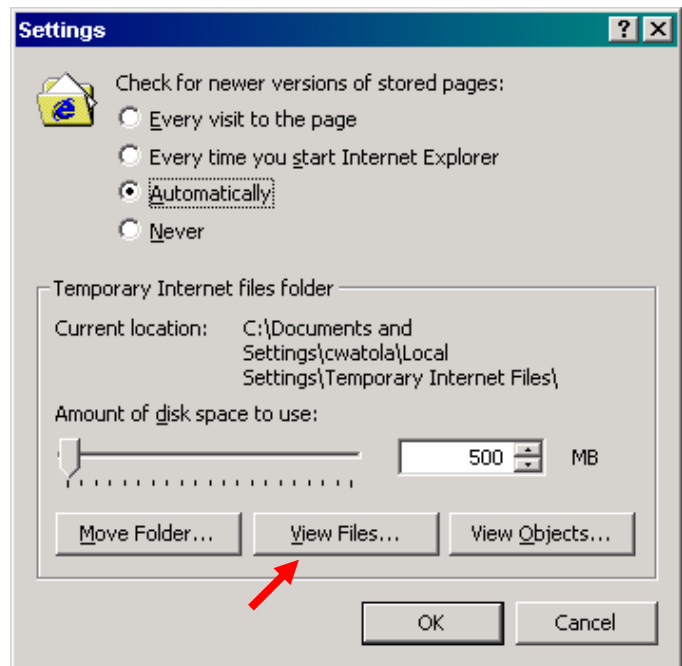 Settings
Check for newer versions of stored pages:
Every visit to the page
Every time you start Internet Explorer
Automatically
Never
Temporary Internet files folder
Current location: C:\Documents and
Settings\cwatola\Local
Settings\Temporary Internet Files\
Amount of disk space to use:
500 MB
Move Folder... View Files... View Objects...
OK Cancel